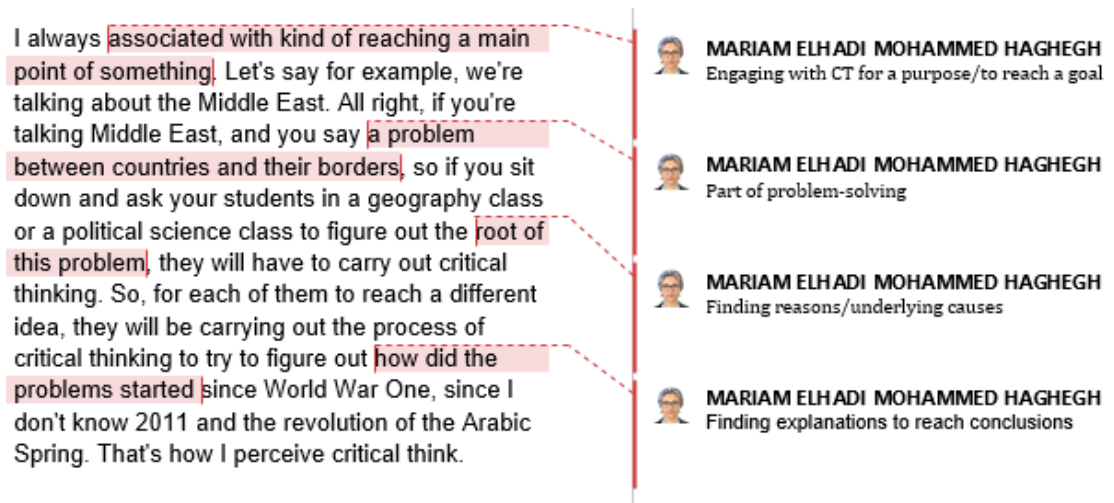 I always associated with kind of reaching a main
point of something. Let's say for example, we're
talking about the Middle East. All right, if you're
talking Middle East, and you say a problem
between countries and their borders, so if you sit
down and ask your students in a geography class
or a political science class to figure out the root of
this problem, they will have to carry out critical
thinking. So, for each of them to reach a different
idea, they will be carrying out the process of
critical thinking to try to figure out how did the
problems started since World War One, since I
don't know 2011 and the revolution of the Arabic
Spring. That's how I perceive critical think.
MARIAM ELHADI MOHAMMED HAGHEGH
Engaging with CT for a purpose/to reach a goal
MARIAM ELHADI MOHAMMED HAGHEGH
Part of problem-solving
MARIAM ELHADI MOHAMMED HAGHEGH
Finding reasons/underlying causes
MARIAM ELHADI MOHAMMED HAGHEGH
Finding explanations to reach conclusions